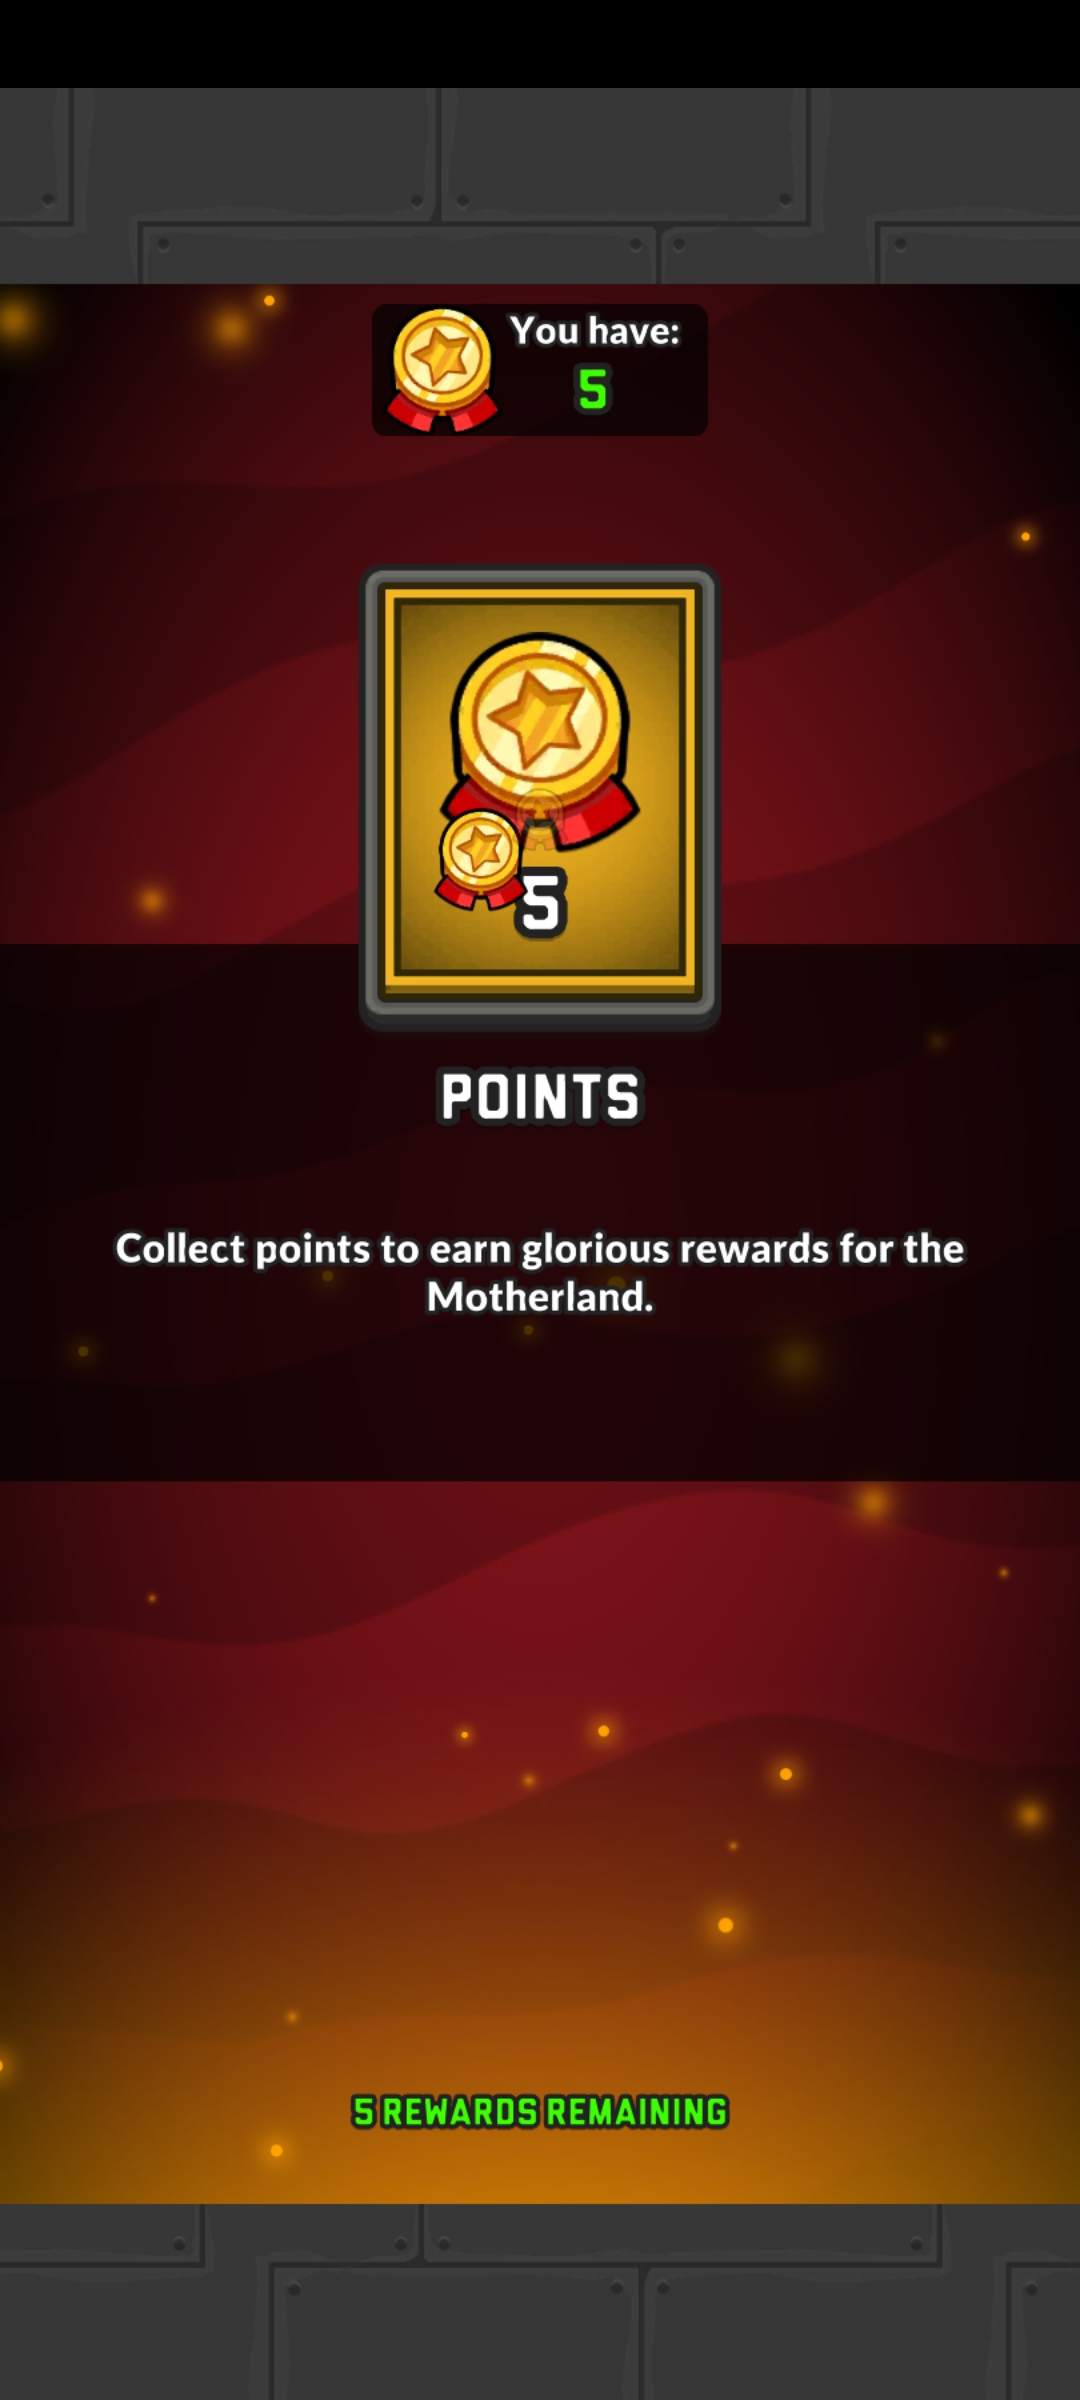 You have:
5
5
POINTS
Collect points to earn glorious rewards for the
Motherland.
5 REWARDS REMAINING